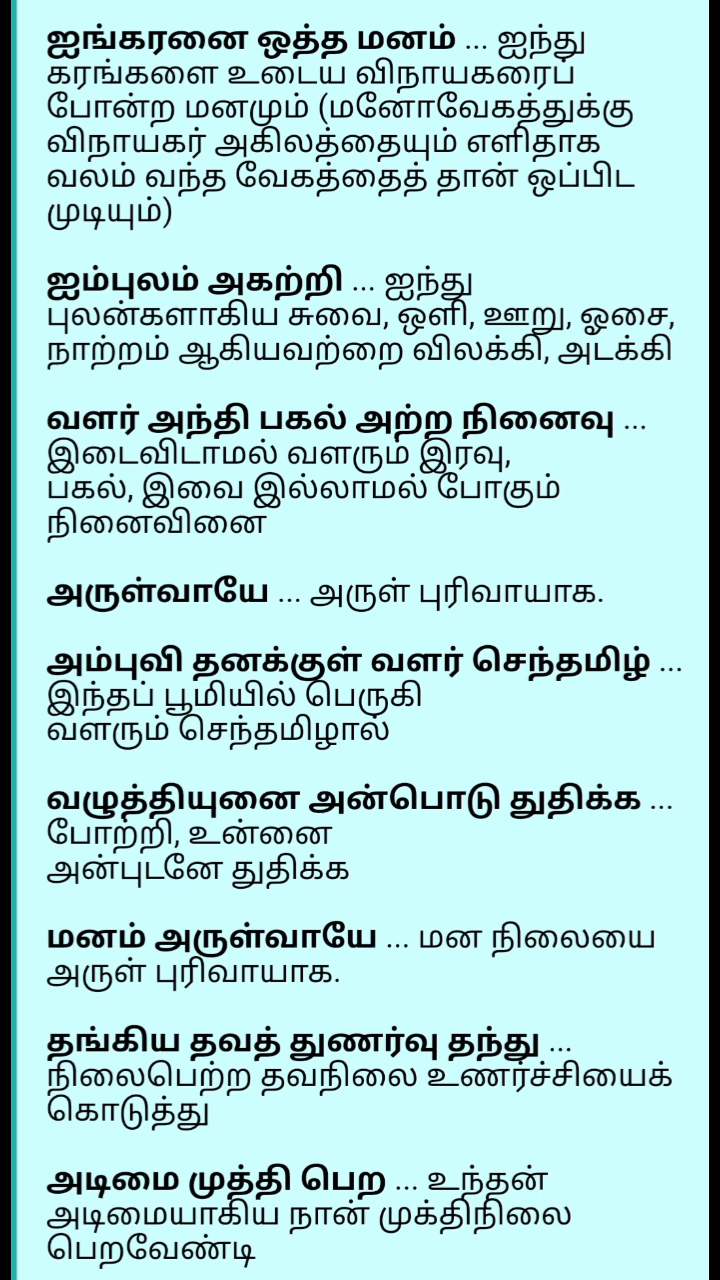 ஐங்கரனை ஒத்த மனம் ... ஐந்து
கரங்களை உடைய விநாயகரைப்
போன்ற மனமும் (மனோவேகத்துக்கு
விநாயகர் அகிலத்தையும் எளிதாக
வலம் வந்த வேகத்தைத் தான் ஒப்பிட
முடியும்)
ஐம்புலம் அகற்றி ... ஐந்து
புலன்களாகிய சுவை, ஒளி, ஊறு, ஓசை,
நாற்றம் ஆகியவற்றை விலக்கி, அடக்கி
வளர் அந்தி பகல் அற்ற நினைவு ...
இடைவிடாமல் வளரும் இரவு,
பகல், இவை இல்லாமல் போகும்
நினைவினை
அருள்வாயே ... அருள் புரிவாயாக.
அம்புவி தனக்குள் வளர் செந்தமிழ் ...
இந்தப் பூமியில் பெருகி
வளரும் செந்தமிழால்
வழுத்தியுனை அன்பொடு துதிக்க ...
போற்றி, உன்னை
அன்புடனே துதிக்க
மனம் அருள்வாயே ... மன நிலையை
அருள் புரிவாயாக.
தங்கிய தவத் துணர்வு தந்து ...
நிலைபெற்ற தவநிலை உணர்ச்சியைக்
கொடுத்து
அடிமை முத்தி பெற ... உந்தன்
அடிமையாகிய நான் முக்திநிலை
பெறவேண்டி